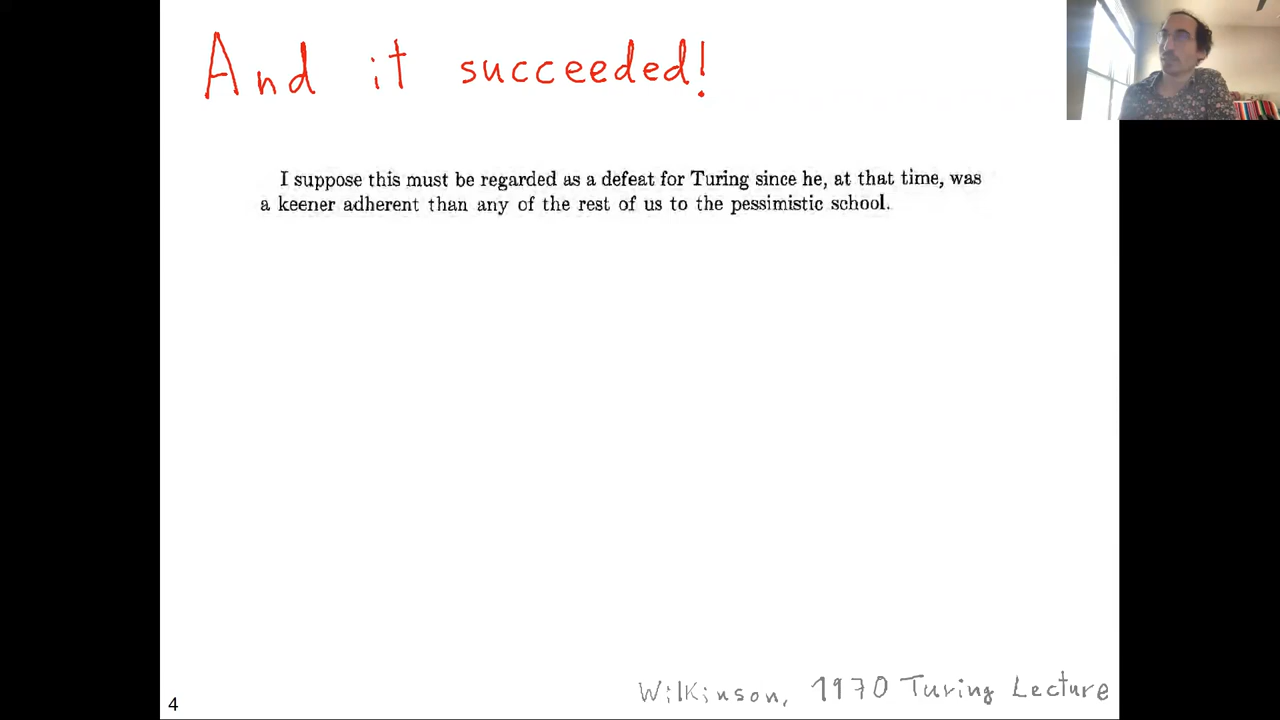 And it succeeded!
I suppose this must be regarded as a defeat for Turing since he, at that time, was
a keener adherent than any of the rest of us to the pessimistic school.
Wilkinson, 1970 Turing Lecture
4